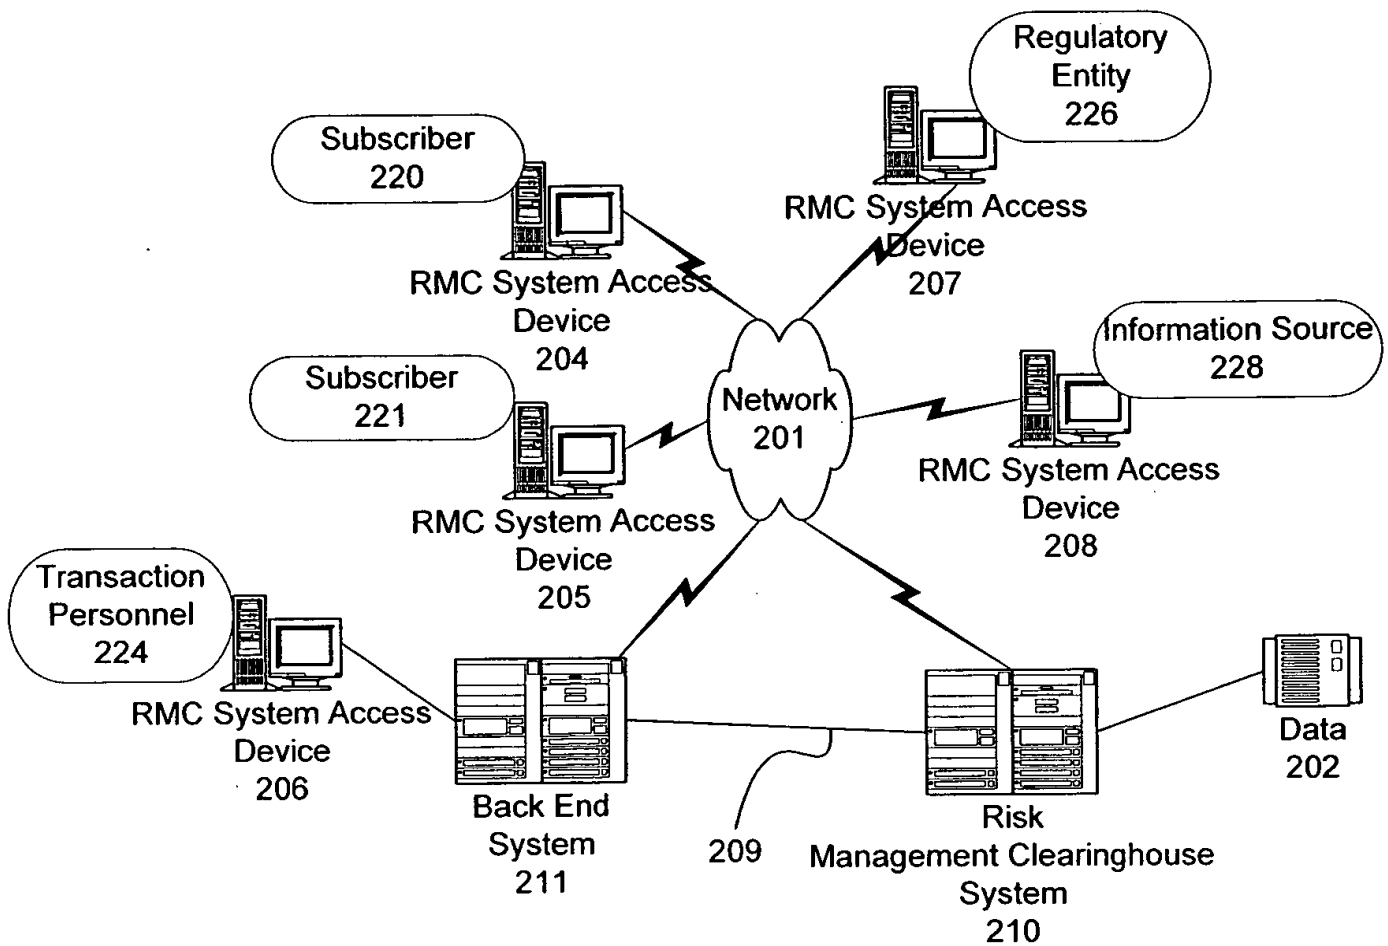 Regulatory
Entity
226
Subscriber
220
RMC System Access
Device
207
RMC System Access
Device
204
Information Source
228
Subscriber
221
Network
201
RMC System Access
Device
208
RMC System Access
Device
205
Transaction
Personnel
224
RMC System Access
Device
206
Data
202
Back End
System
211
209
Risk
Management Clearinghouse
System
210